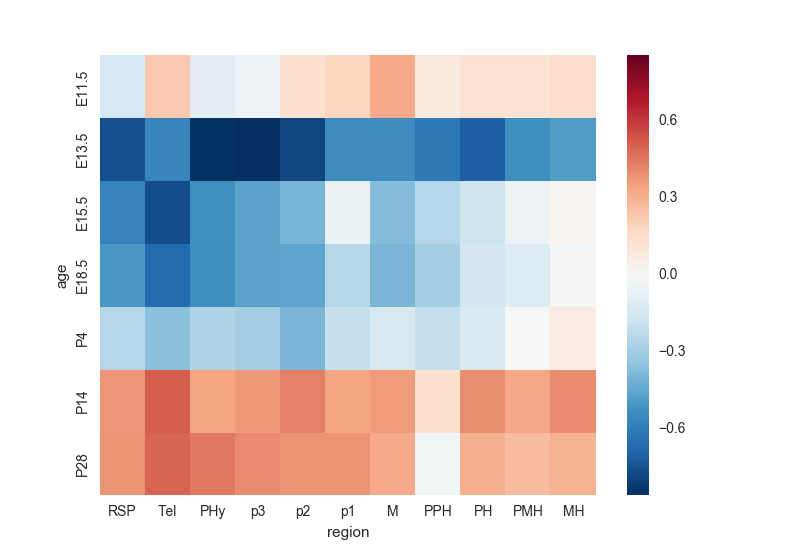 age
E11.5
E13.5
E15.5
E18.5
P4
P14
P28
RSP Tel PHy p3 p2 p1 M PPH PH PMH MH
region
0.6
0.3
0.0
−0.3
−0.6